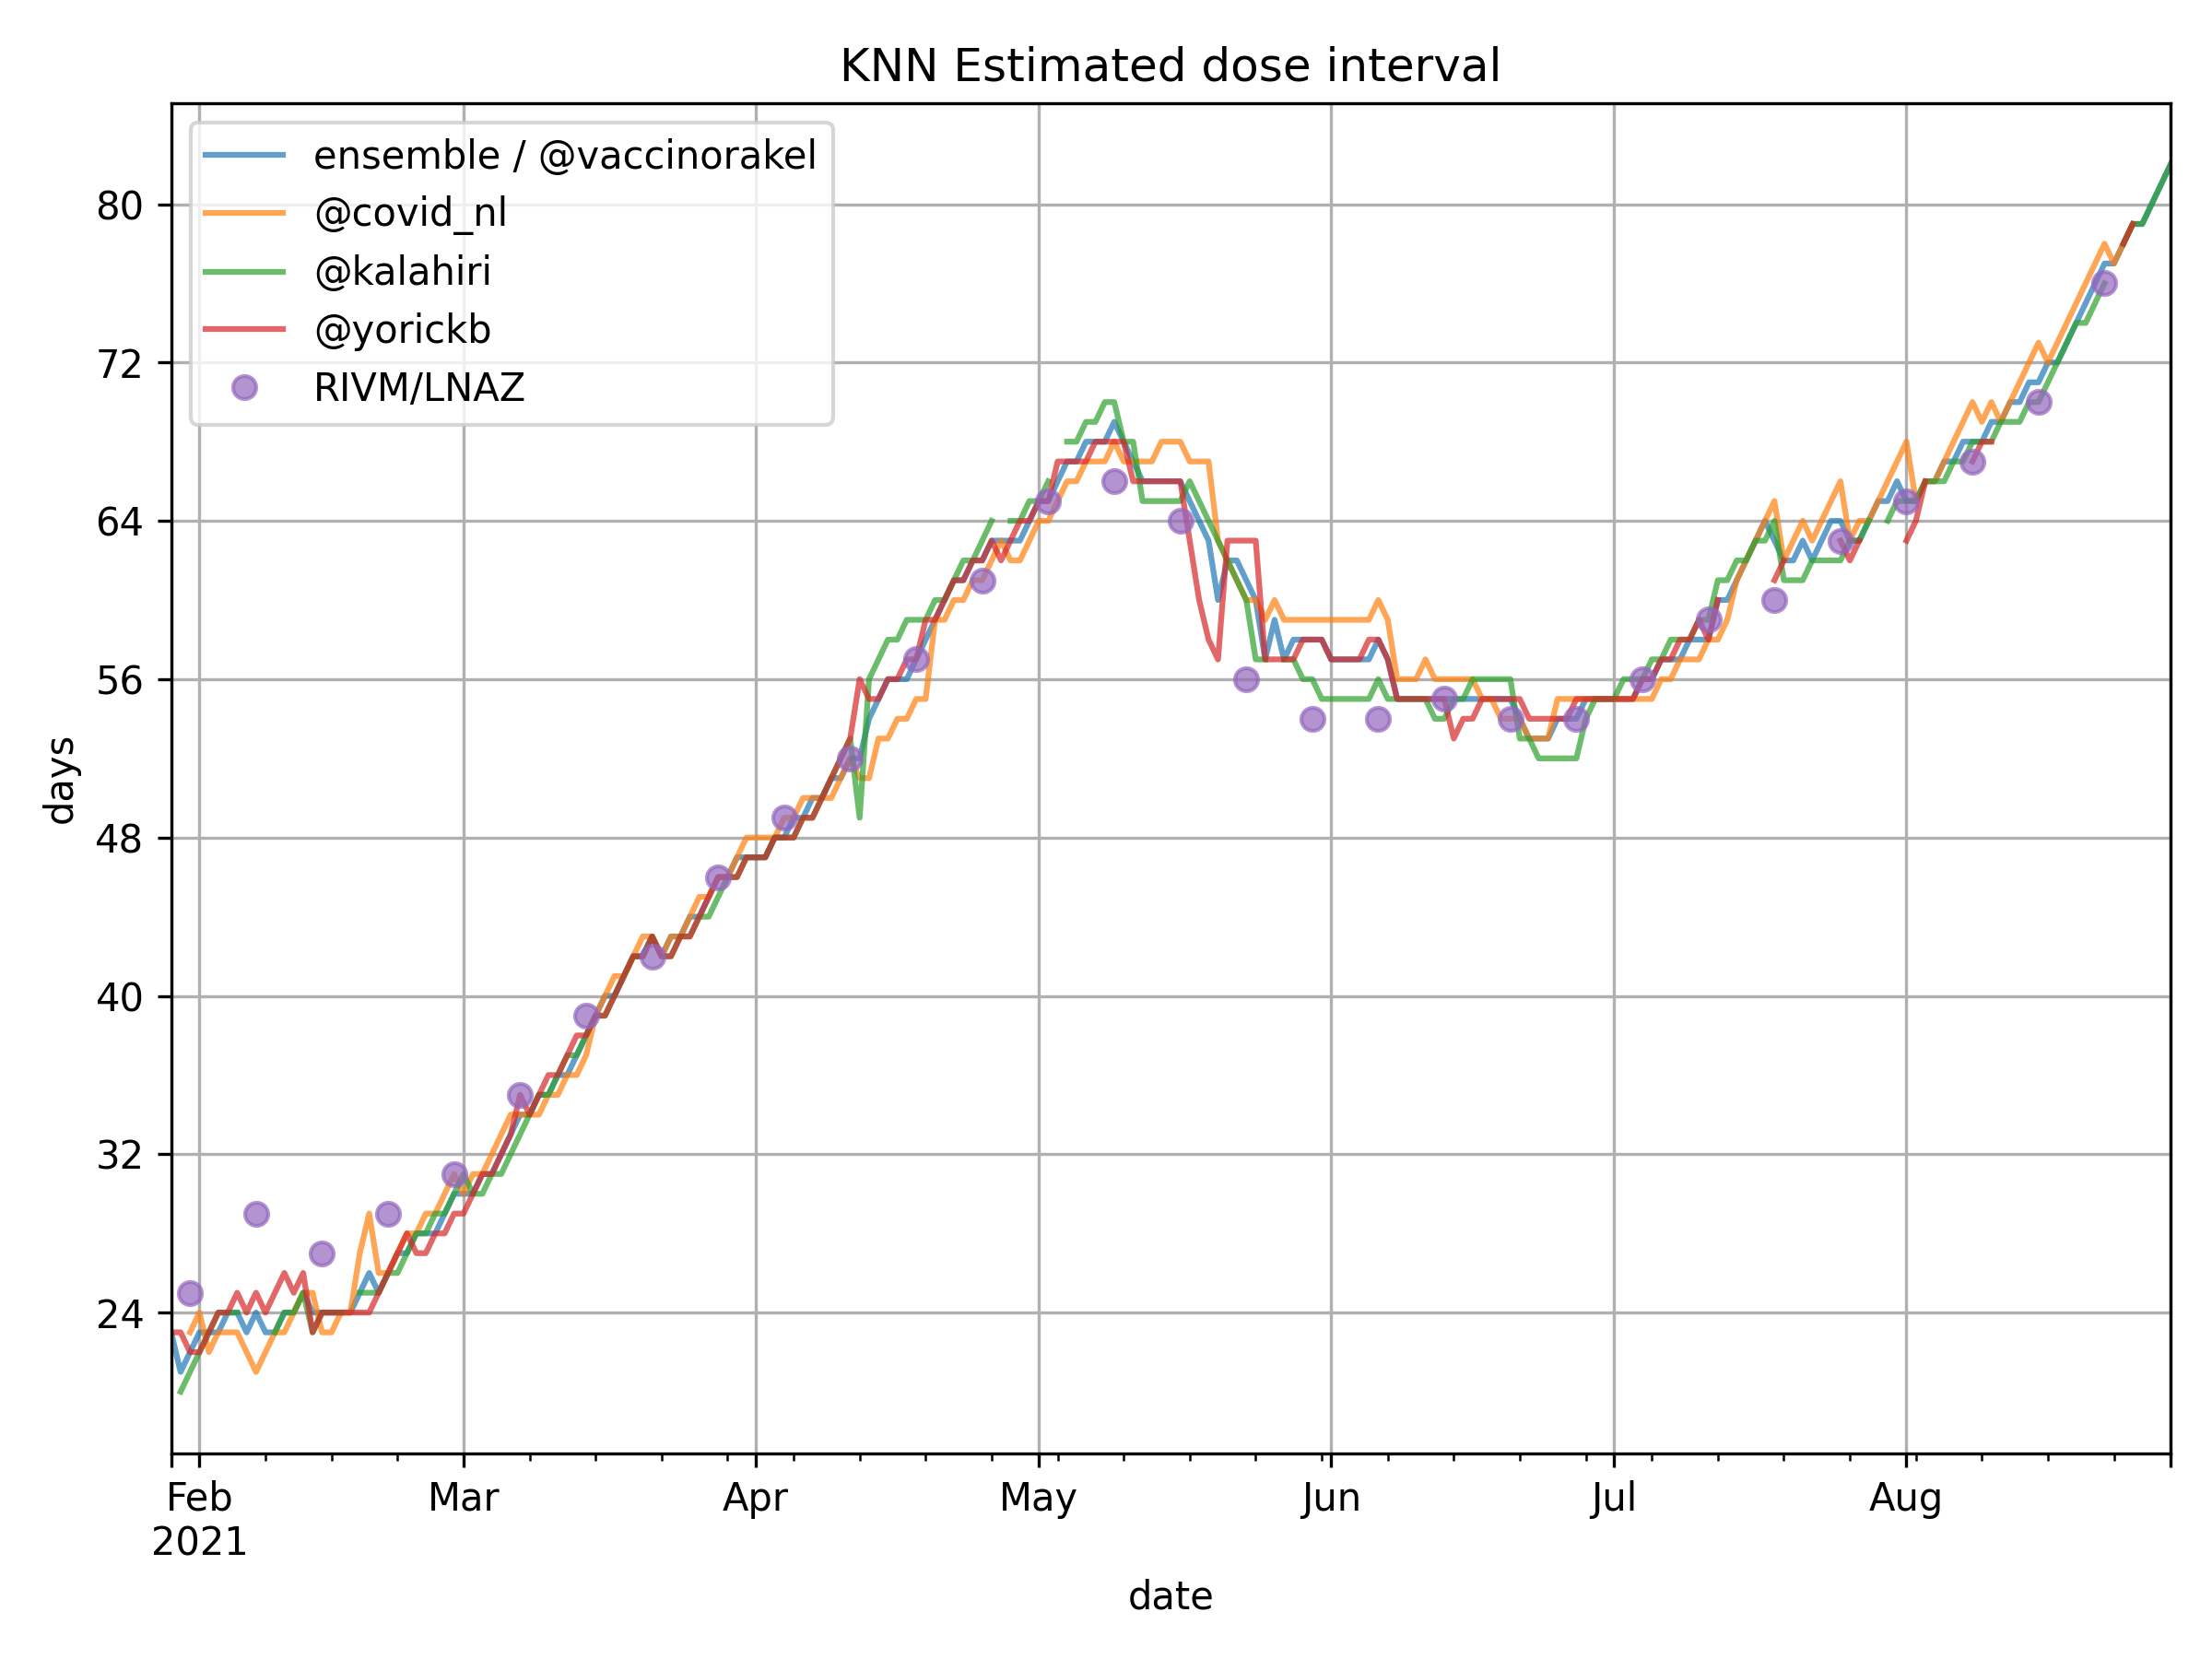 KNN Estimated dose interval
ensemble / @vaccinorakel
@covid_nl
@kalahiri
@yorickb
RIVM/LNAZ
80
72
64
56
48
40
32
24
days
Feb Mar Apr May Jun Jul Aug
2021
date